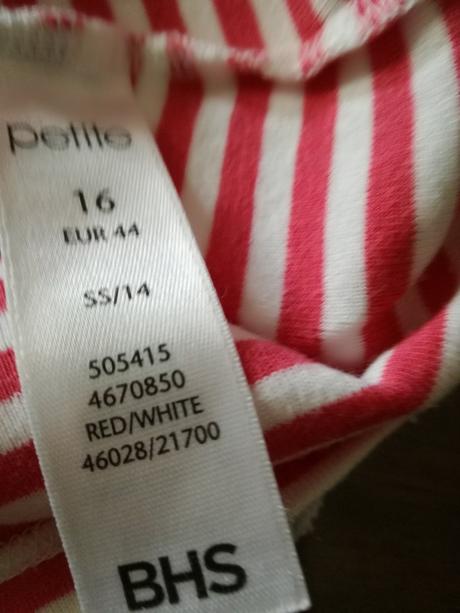 petite
16
EUR 44
SS/14
505415
4670850
RED/WHITE
46028/21700
BHS